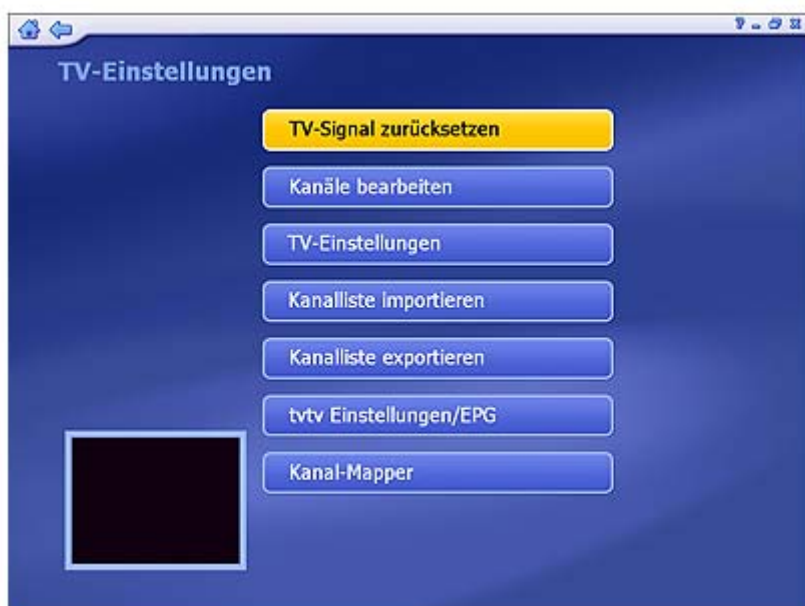 TV-Einstellungen
TV-Signal zurücksetzen
Kanäle bearbeiten
TV-Einstellungen
Kanalliste importieren
Kanalliste exportieren
tvtv Einstellungen/EPG
Kanal-Mapper